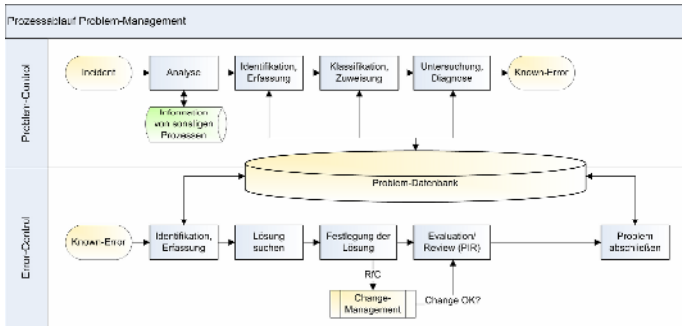 Prozessablauf Problem-Management
Problem-Control
Incident
Analyse
Identifikation,
Erfassung
Klassifikation,
Zuweisung
Untersuchung,
Diagnose
Known-Error
Information
von sonstigen
Prozessen
Problem-Datenbank
Error-Control
Known-Error
Identifikation,
Erfassung
Lösung
suchen
Festlegung der
Lösung
Evaluation/
Review (PIR)
Problem
abschließen
RfC
Change-
Management
Change OK?